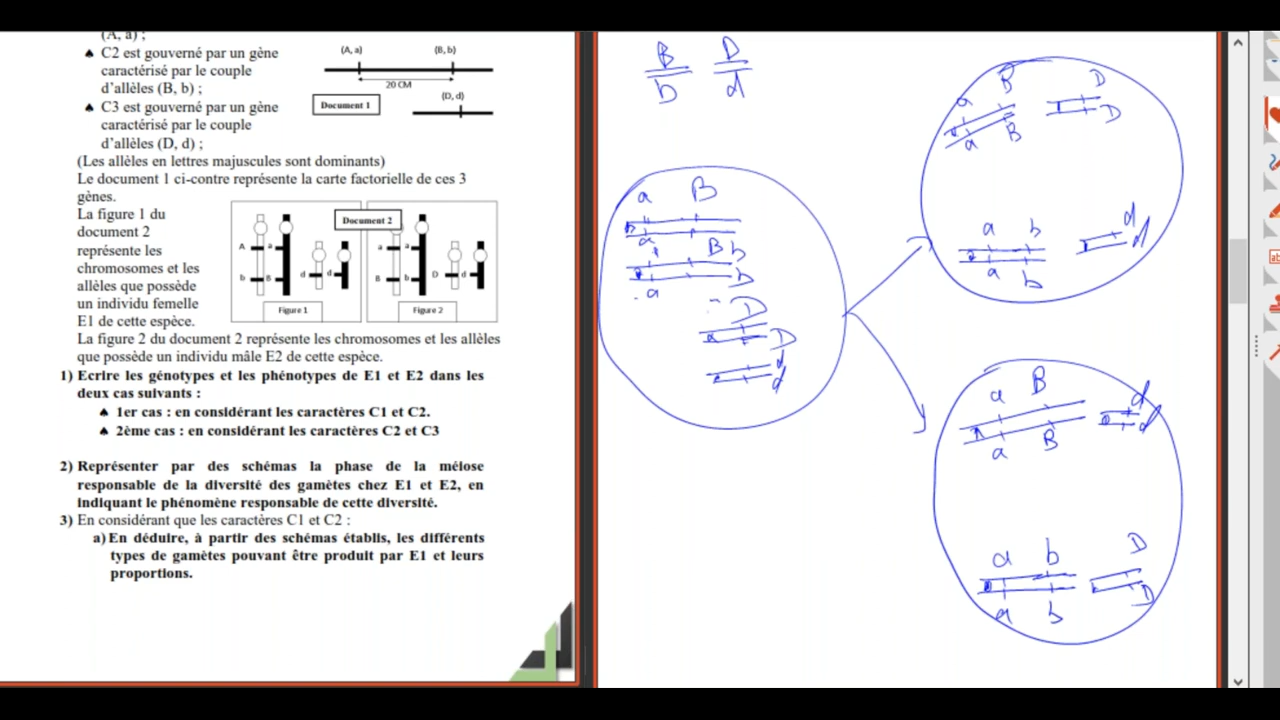 (A, a) ;
♠ C2 est gouverné par un gène
caractérisé par le couple
d'allèles (B, b) ;
♠ C3 est gouverné par un gène
caractérisé par le couple
d'allèles (D, d) ;
(A, a) (B, b)
20 CM
(D, d)
Document 1
(Les allèles en lettres majuscules sont dominants)
Le document 1 ci-contre représente la carte factorielle de ces 3
gènes.
La figure 1 du
document 2
représente les
chromosomes et les
allèles que possède
un individu femelle
E1 de cette espèce.
Document 2
A a a a
b B d d B b D d
Figure 1 Figure 2
La figure 2 du document 2 représente les chromosomes et les allèles
que possède un individu mâle E2 de cette espèce.
1) Ecrire les génotypes et les phénotypes de E1 et E2 dans les
deux cas suivants :
♠ 1er cas : en considérant les caractères C1 et C2.
♠ 2ème cas : en considérant les caractères C2 et C3
2) Représenter par des schémas la phase de la méiose
responsable de la diversité des gamètes chez E1 et E2, en
indiquant le phénomène responsable de cette diversité.
3) En considérant que les caractères C1 et C2 :
a) En déduire, à partir des schémas établis, les différents
types de gamètes pouvant être produit par E1 et leurs
proportions.
B D
b d
a B
a B b
a b
D
D
d
d
a B D
a B D
a b d
a b d
a B d
a B d
a b D
a b D